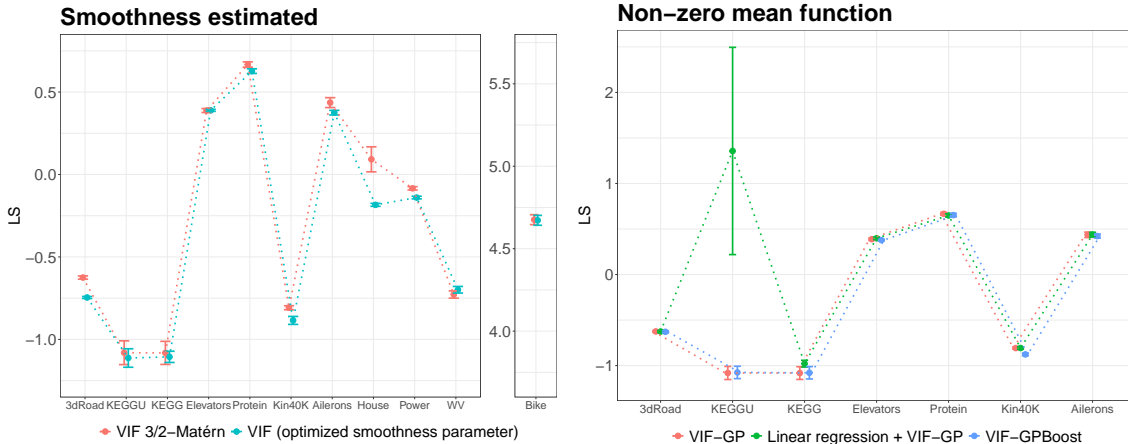 Smoothness estimated
LS
0.5
0.0
−0.5
−1.0
5.5
5.0
4.5
4.0
3dRoad KEGGU KEGG Elevators Protein Kin40K Ailerons House Power WV Bike
VIF 3/2−Matérn VIF (optimized smoothness parameter)
Non−zero mean function
LS
2
1
0
−1
3dRoad KEGGU KEGG Elevators Protein Kin40K Ailerons
VIF−GP Linear regression + VIF−GP VIF−GPBoost